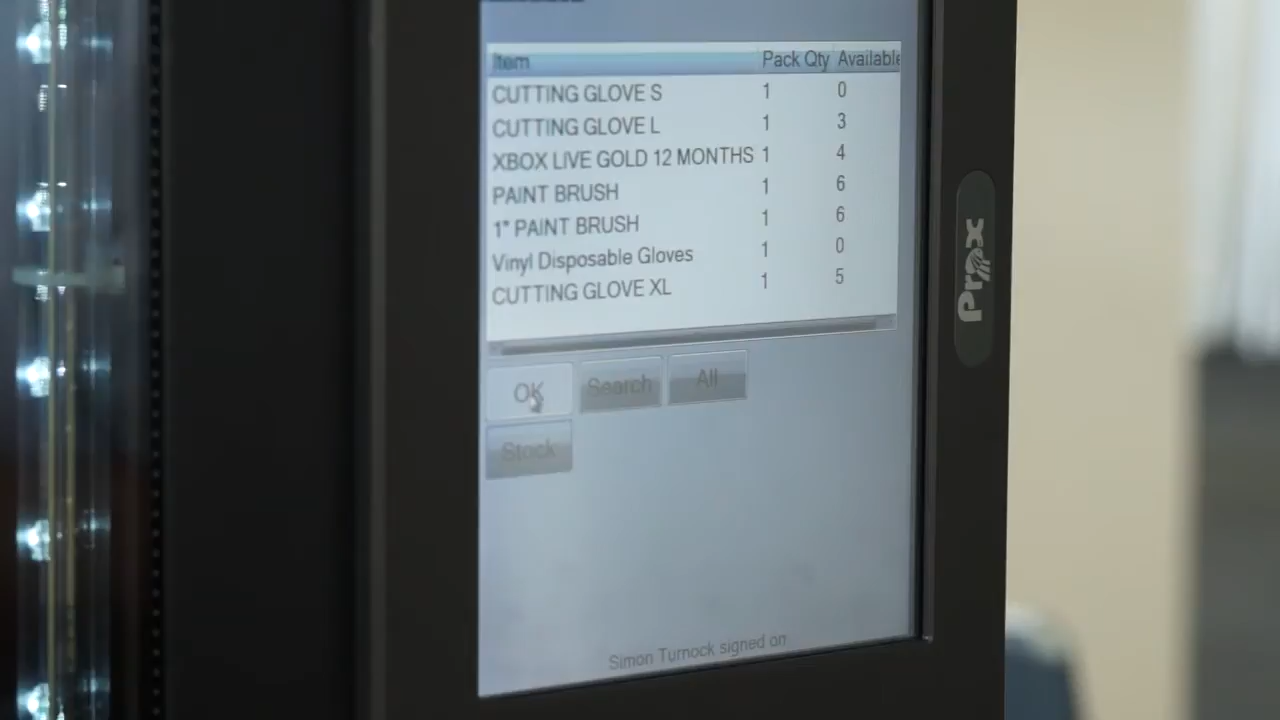 Item Pack Qty Available
CUTTING GLOVE S 1 0
CUTTING GLOVE L 1 3
XBOX LIVE GOLD 12 MONTHS 1 4
PAINT BRUSH 1 6
1" PAINT BRUSH 1 6
Vinyl Disposable Gloves 1 0
CUTTING GLOVE XL 1 5
OK Search All
Stock
Simon Turnock signed on
Prox